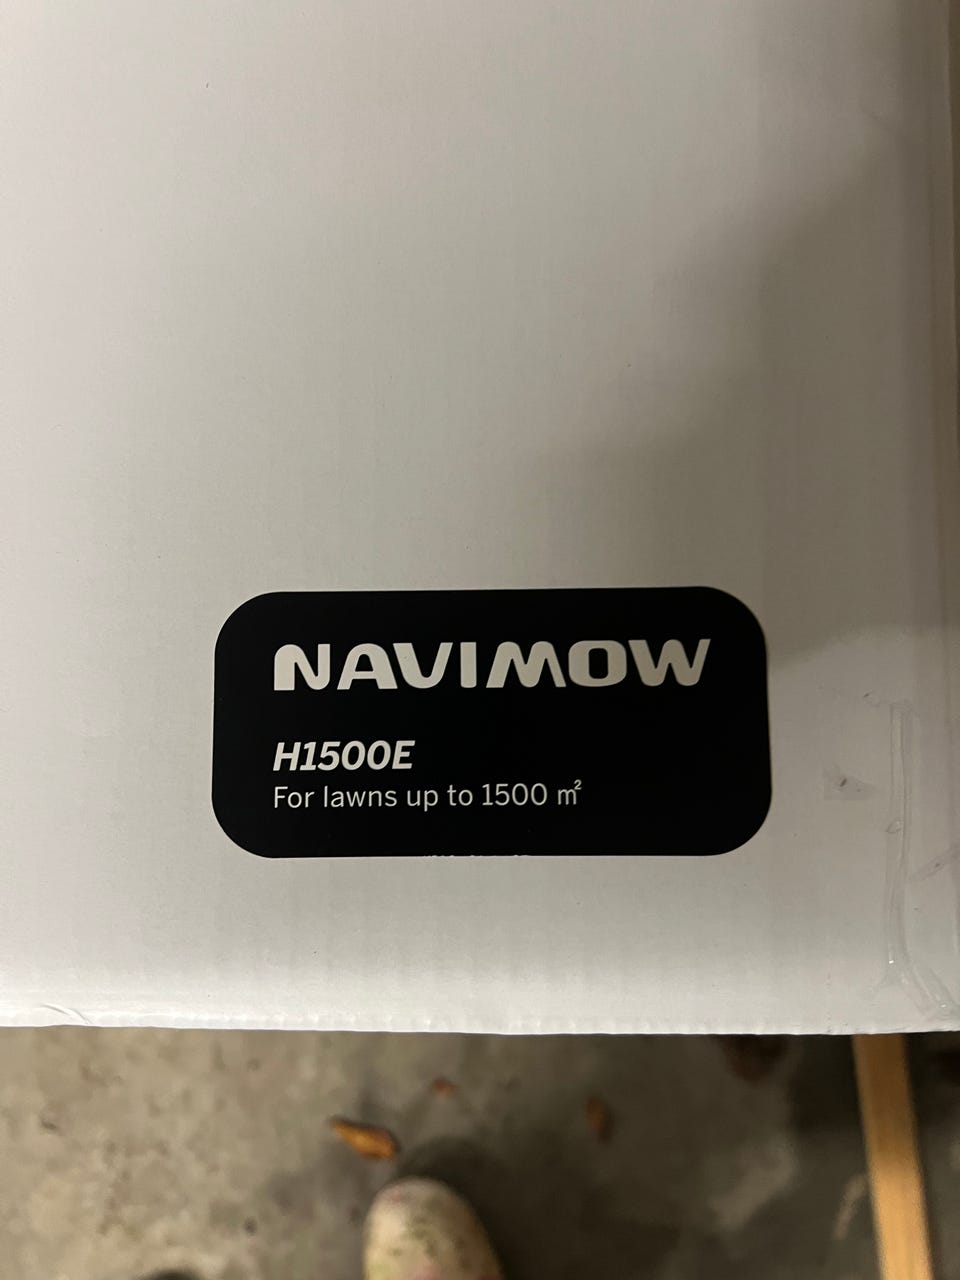 NAVIMOW
H1500E
For lawns up to 1500 ㎡